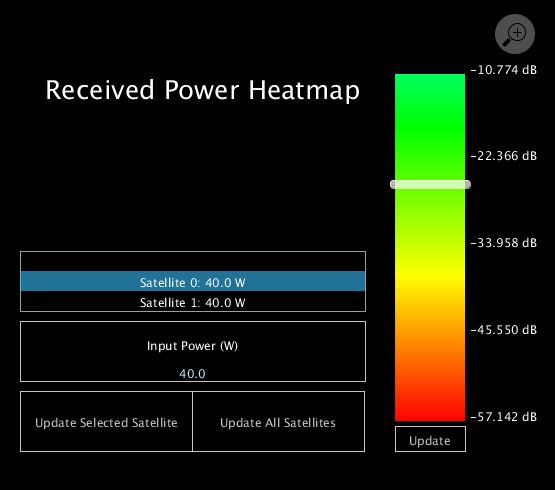 Received Power Heatmap
-10.774 dB
-22.366 dB
-33.958 dB
-45.550 dB
-57.142 dB
Satellite 0: 40.0 W
Satellite 1: 40.0 W
Input Power (W)
40.0
Update Selected Satellite
Update All Satellites
Update